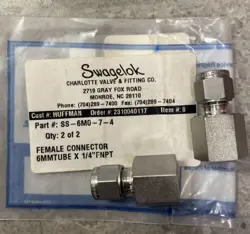 Swagelok
CHARLOTTE VALVE & FITTING CO.
2719 GRAY FOX ROAD
MONROE, NC 28110
Phone: (704)289-7400 Fax: (704)289-7404
Cust #: HUFFMAN Order # 2310040117 Item #: 8
Part #: SS-6M0-7-4
Qty: 2 of 2
FEMALE CONNECTOR
6MMTUBE X 1/4"FNPT